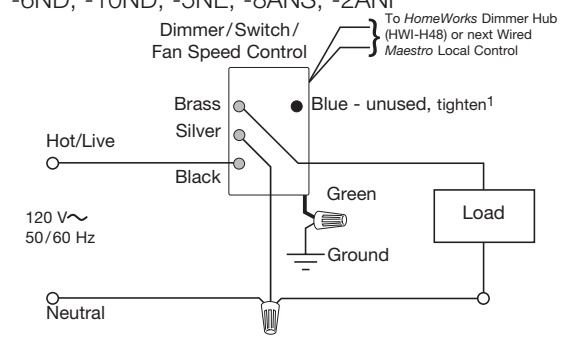 -6ND, -10ND, -5NE, -8ANS, -2ANF
Dimmer/Switch/
Fan Speed Control
To HomeWorks Dimmer Hub
(HWI-H48) or next Wired
Maestro Local Control
Brass
Blue - unused, tighten1
Silver
Hot/Live
Black
Green
Load
120 V~
50/60 Hz
Ground
Neutral